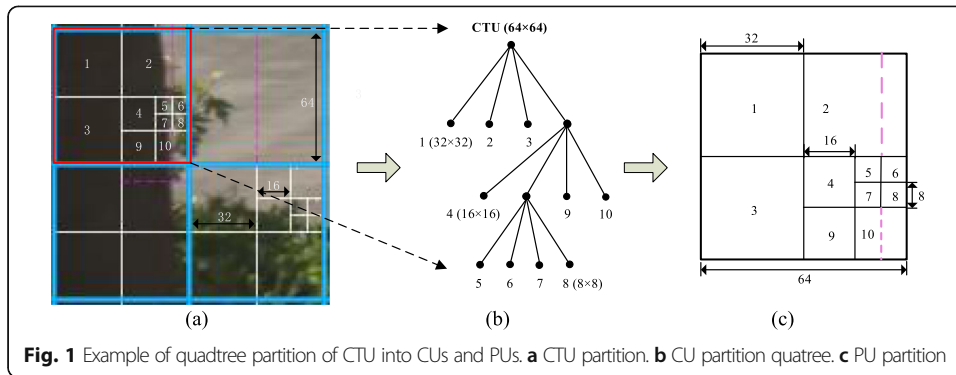 1 2
3 4 5 6
7 8
9 10
64
16
32
(a)
CTU (64×64)
1 (32×32) 2 3
4 (16×16) 9 10
5 6 7 8 (8×8)
(b)
32
1 2
16
3 4 5 6
7 8 8
9 10
64
(c)
Fig. 1 Example of quadtree partition of CTU into CUs and PUs. a CTU partition. b CU partition quatree. c PU partition